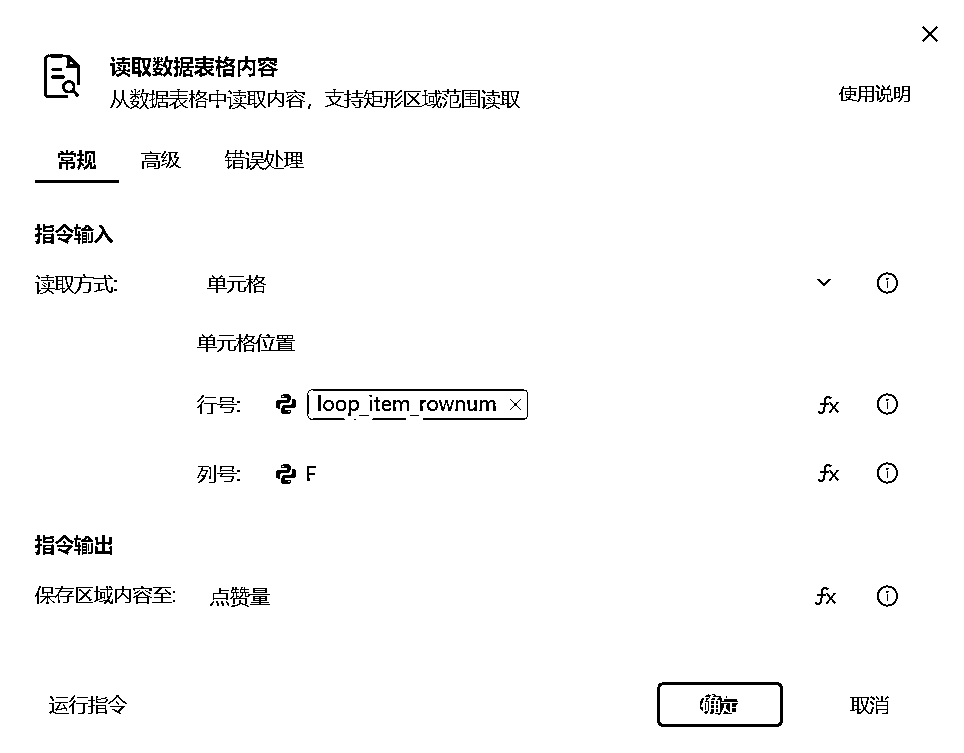 读取数据表格内容
从数据表格中读取内容，支持矩形区域范围读取
使用说明
常规 高级 错误处理
指令输入
读取方式: 单元格
单元格位置
行号: loop_item_rownum
fx
列号: F
fx
指令输出
保存区域内容至: 点赞量
fx
运行指令 确定 取消